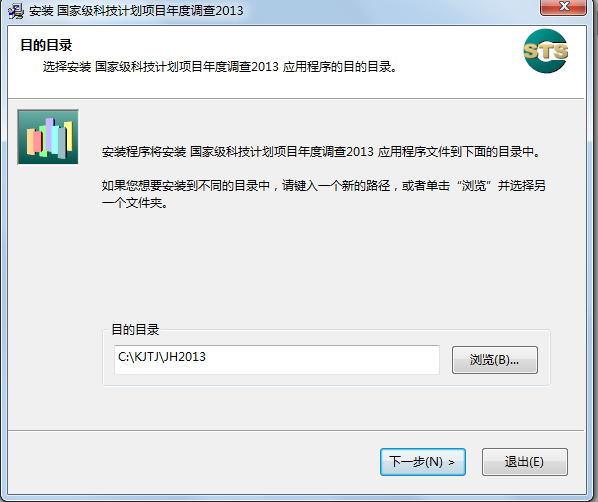 安装 国家级科技计划项目年度调查2013
目的目录
选择安装 国家级科技计划项目年度调查2013 应用程序的目的目录。
STS
安装程序将安装 国家级科技计划项目年度调查2013 应用程序文件到下面的目录中。
如果您想要安装到不同的目录中，请键入一个新的路径，或者单击“浏览”并选择另
一个文件夹。
目的目录
C:\KJTJ\JH2013
浏览(B)...
下一步(N) >
退出(E)